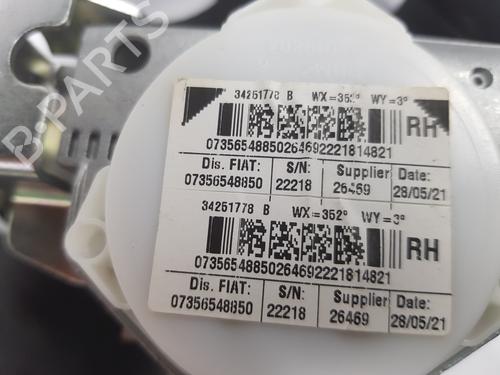 34251778 B WX=352° WY=3°
RH
07356548850264692221814821
Dis. FIAT: S/N: Supplier Date:
07356548850 22218 26469 28/05/21
34251778 B WX=352° WY=3°
RH
07356548850264692221814821
Dis. FIAT: S/N: Supplier Date:
07356548850 22218 26469 28/05/21
B-PARTS